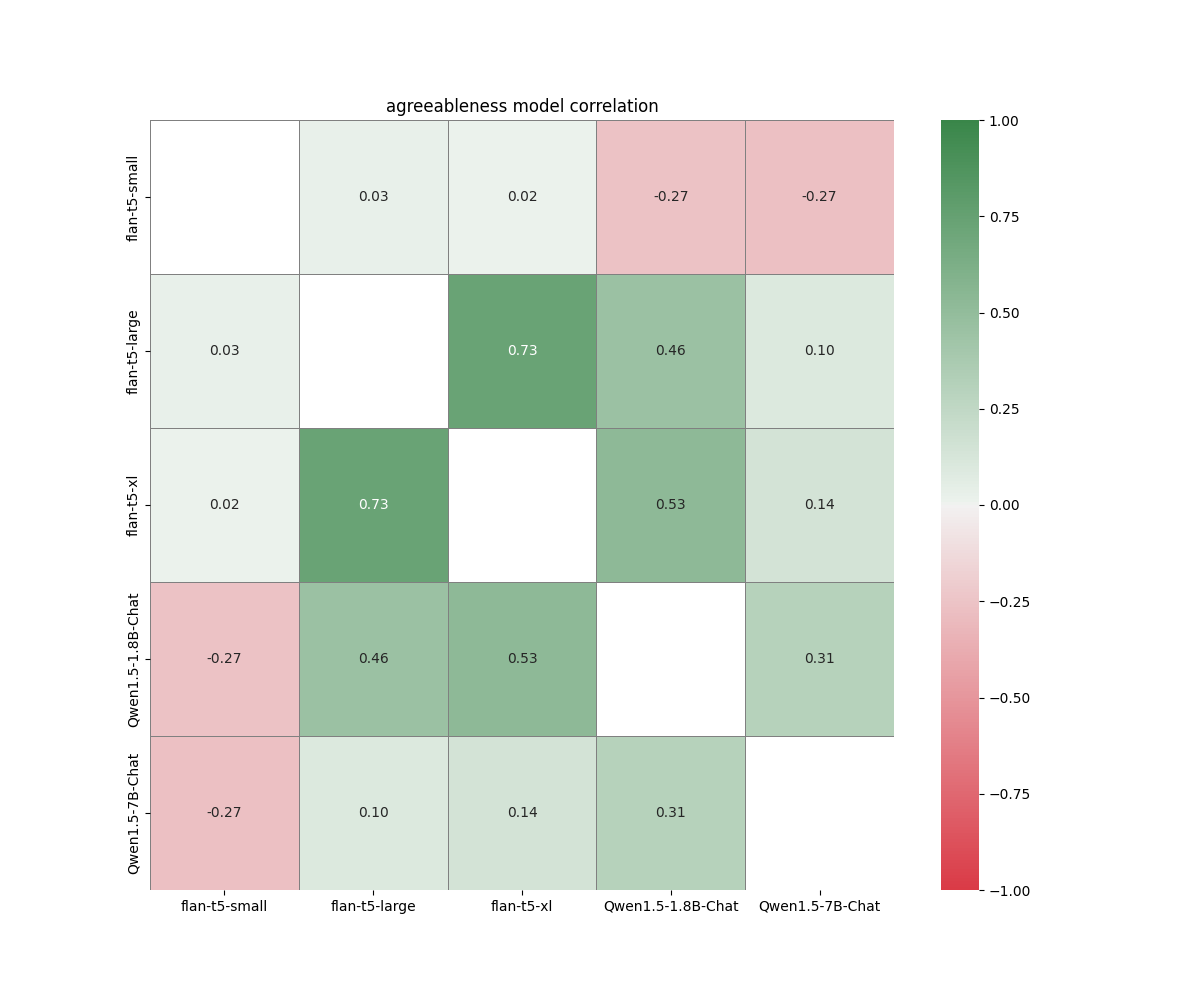 agreeableness model correlation
flan-t5-small
0.03
0.02
-0.27
-0.27
flan-t5-large
0.03
0.73
0.46
0.10
flan-t5-xl
0.02
0.73
0.53
0.14
Qwen1.5-1.8B-Chat
-0.27
0.46
0.53
0.31
Qwen1.5-7B-Chat
-0.27
0.10
0.14
0.31
flan-t5-small
flan-t5-large
flan-t5-xl
Qwen1.5-1.8B-Chat
Qwen1.5-7B-Chat
1.00
0.75
0.50
0.25
0.00
−0.25
−0.50
−0.75
−1.00